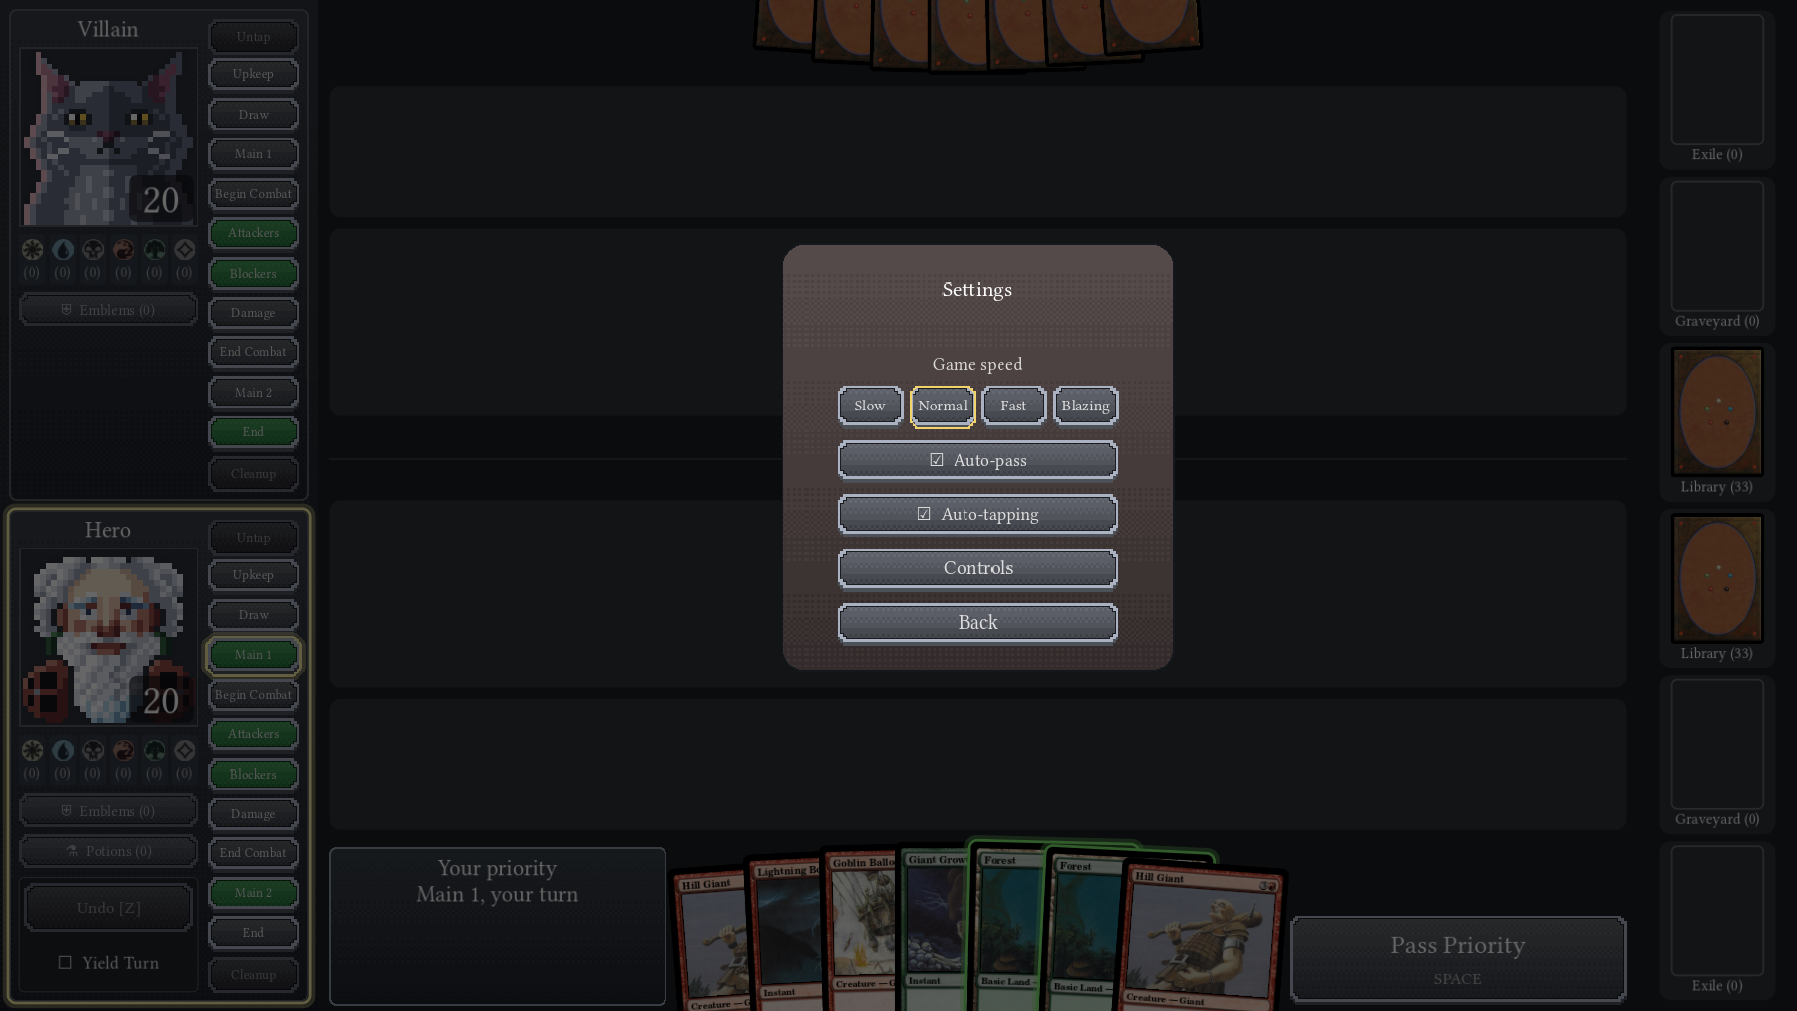 Villain
20
(0) (0) (0) (0) (0) (0)
Emblems (0)
Untap
Upkeep
Draw
Main 1
Begin Combat
Attackers
Blockers
Damage
End Combat
Main 2
End
Cleanup
Hero
20
(0) (0) (0) (0) (0) (0)
Emblems (0)
Potions (0)
Undo [Z]
Yield Turn
Untap
Upkeep
Draw
Main 1
Begin Combat
Attackers
Blockers
Damage
End Combat
Main 2
End
Cleanup
Settings
Game speed
Slow
Normal
Fast
Blazing
Auto-pass
Auto-tapping
Controls
Back
Your priority
Main 1, your turn
Hill Giant
Creature — G
Lightning
Instant
Goblin
Creature —
Giant
Instant
Forest
Basic Land —
Forest
Basic Land —
Hill Giant
3
Creature — Giant
Pass Priority
SPACE
Exile (0)
Graveyard (0)
Library (33)
Library (33)
Graveyard (0)
Exile (0)